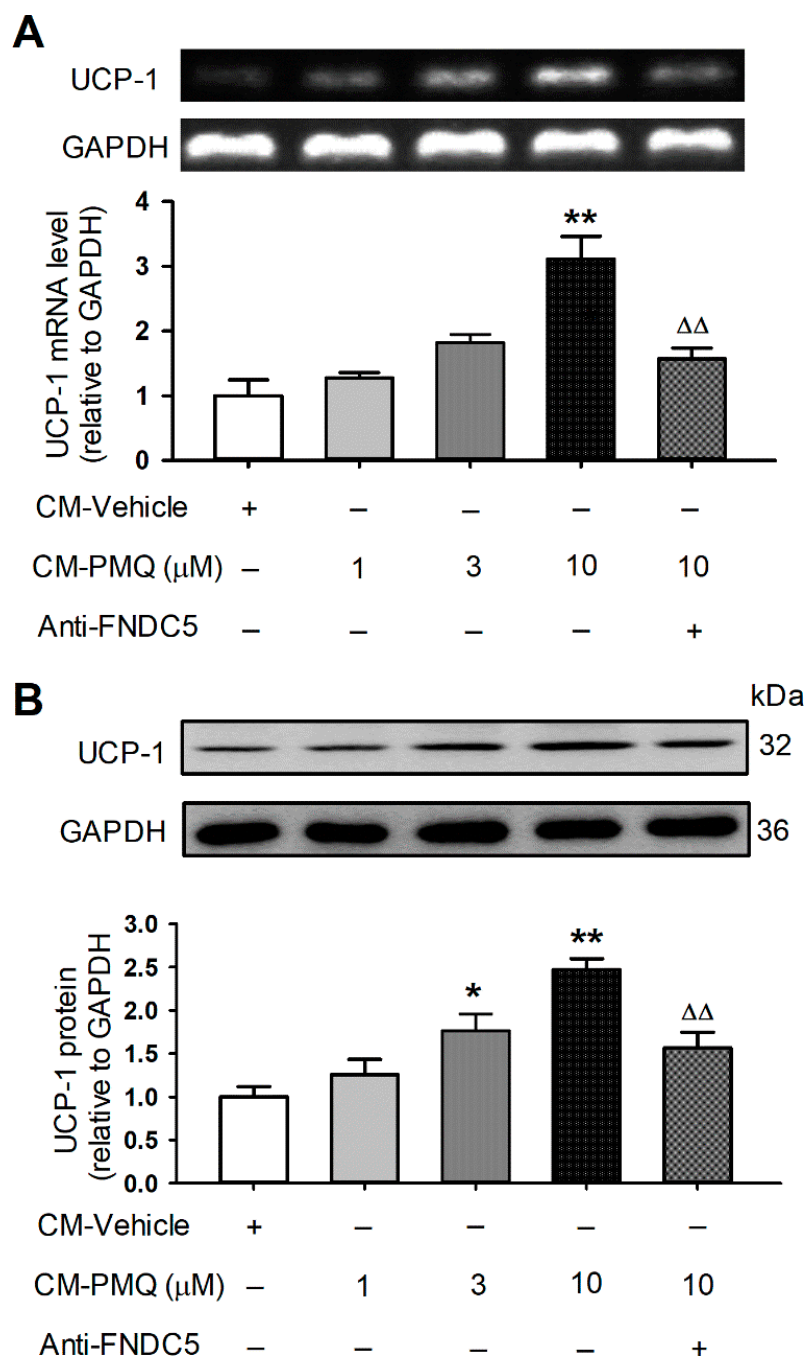 A
UCP-1
GAPDH
UCP-1 mRNA level
(relative to GAPDH)
4
3
2
1
0
**
ΔΔ
CM-Vehicle + – – – –
CM-PMQ (μM) – 1 3 10 10
Anti-FNDC5 – – – – +
B
kDa
UCP-1 32
GAPDH 36
UCP-1 protein
(relative to GAPDH
3.0
2.5
2.0
1.5
1.0
0.5
0.0
*
**
ΔΔ
CM-Vehicle + – – – –
CM-PMQ (μM) – 1 3 10 10
Anti-FNDC5 – – – – +